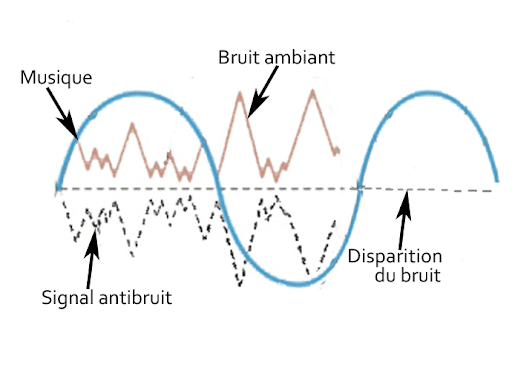 Bruit ambiant
Musique
Disparition
du bruit
Signal antibruit